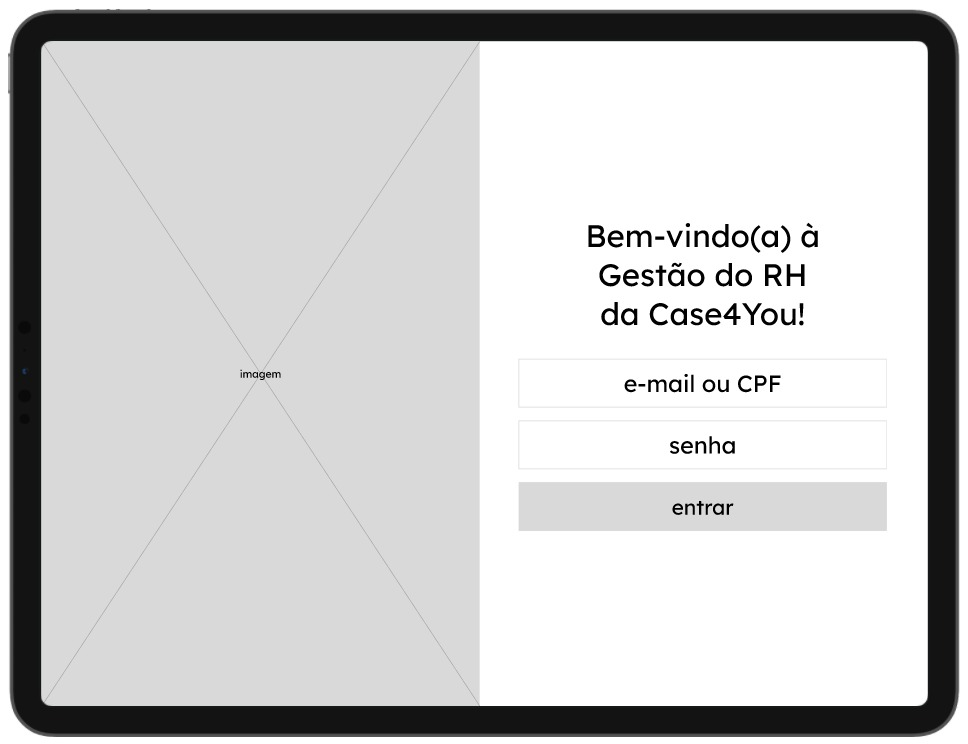 imagem
Bem-vindo(a) à
Gestão do RH
da Case4You!
e-mail ou CPF
senha
entrar